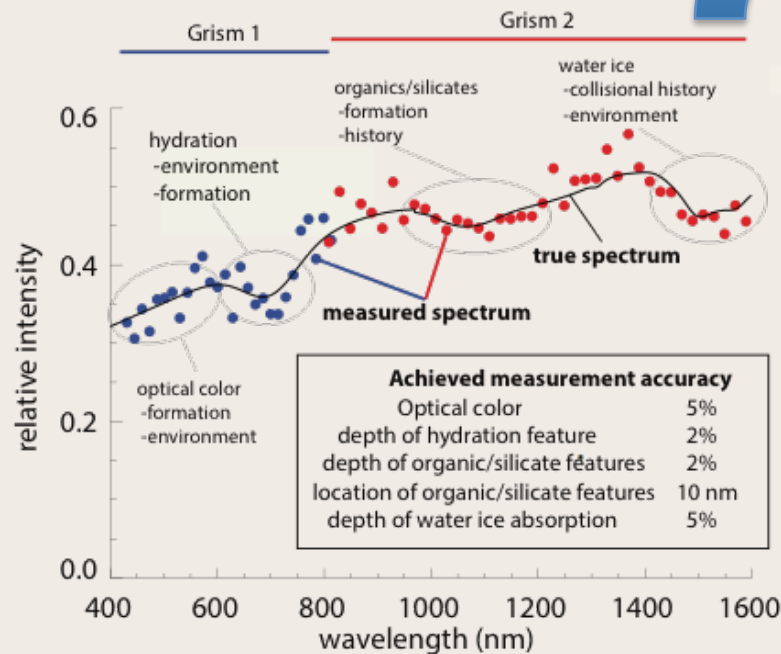 Grism 1
Grism 2
water ice
-collisional history
-environment
organics/silicates
-formation
-history
hydration
-environment
-formation
0.6
0.4
0.2
0.0
relative intensity
true spectrum
measured spectrum
optical color
-formation
-environment
Achieved measurement accuracy
Optical color 5%
depth of hydration feature 2%
depth of organic/silicate features 2%
location of organic/silicate features 10 nm
depth of water ice absorption 5%
400 600 800 1000 1200 1400 1600
wavelength (nm)